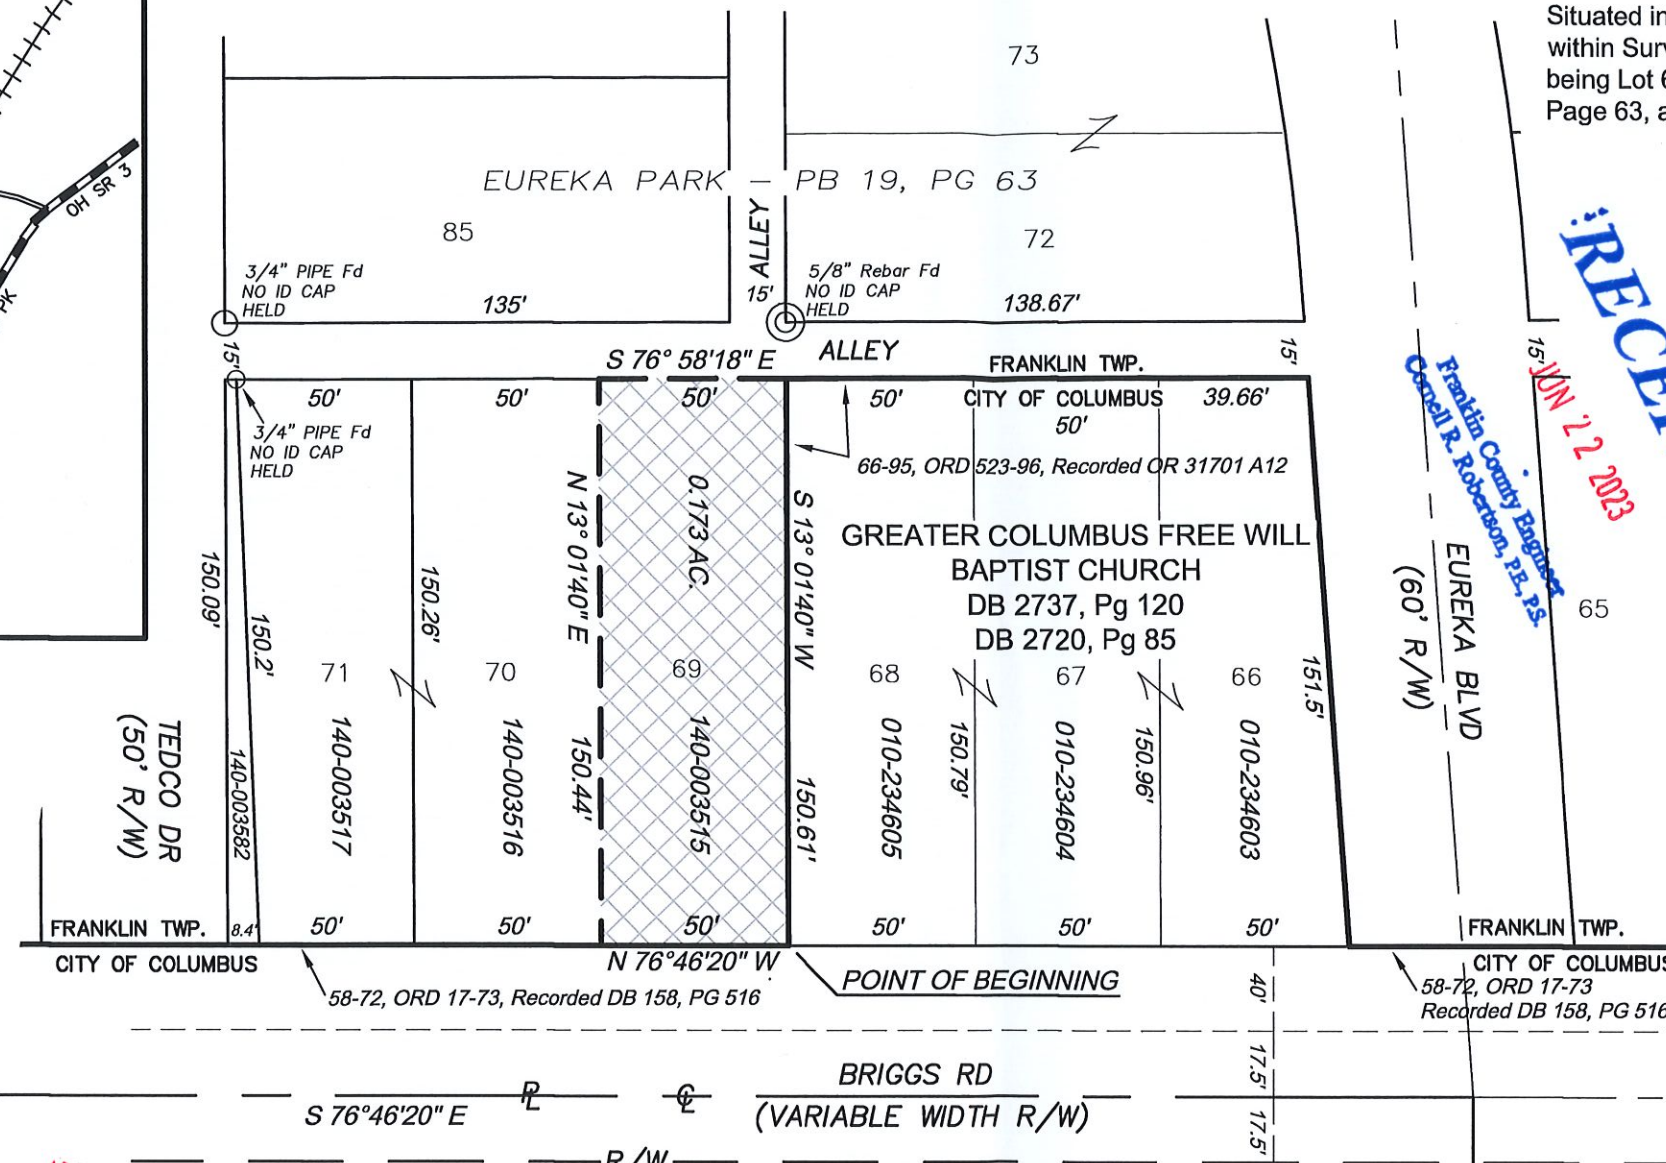 Situated in
within Surv
being Lot 6
Page 63, a
73
EUREKA PARK – PB 19, PG 63
OH SR 3
PK
85
ALLEY
72
3/4" PIPE Fd
NO ID CAP
HELD
135'
15'
5/8" Rebar Fd
NO ID CAP
HELD
138.67'
RECEI
15'
S 76° 58'18" E
ALLEY
FRANKLIN TWP.
15'
15'
JUN 22 2023
Franklin County Engineer
Cornell R. Robertson, P.E., P.S.
50'
50'
50'
50'
CITY OF COLUMBUS
39.66'
50'
3/4" PIPE Fd
NO ID CAP
HELD
66-95, ORD 523-96, Recorded OR 31701 A12
N 13° 01'40" E
0.173 AC.
S 13° 01'40" W
GREATER COLUMBUS FREE WILL
BAPTIST CHURCH
DB 2737, Pg 120
DB 2720, Pg 85
150.09'
150.2'
150.26'
EUREKA BLVD
(60' R/W)
65
71
70
69
68
67
66
151.5'
TEDCO DR
(50' R/W)
140-003582
140-003517
140-003516
150.44'
140-003515
150.61'
010-234605
150.79'
010-234604
150.96'
010-234603
FRANKLIN TWP.
8.4'
50'
50'
50'
50'
50'
50'
FRANKLIN TWP.
CITY OF COLUMBUS
N 76°46'20" W
POINT OF BEGINNING
40'
CITY OF COLUMBUS
58-72, ORD 17-73, Recorded DB 158, PG 516
58-72, ORD 17-73
Recorded DB 158, PG 516
BRIGGS RD
17.5'
PL
CL
S 76°46'20" E
(VARIABLE WIDTH R/W)
17.5'
R/W